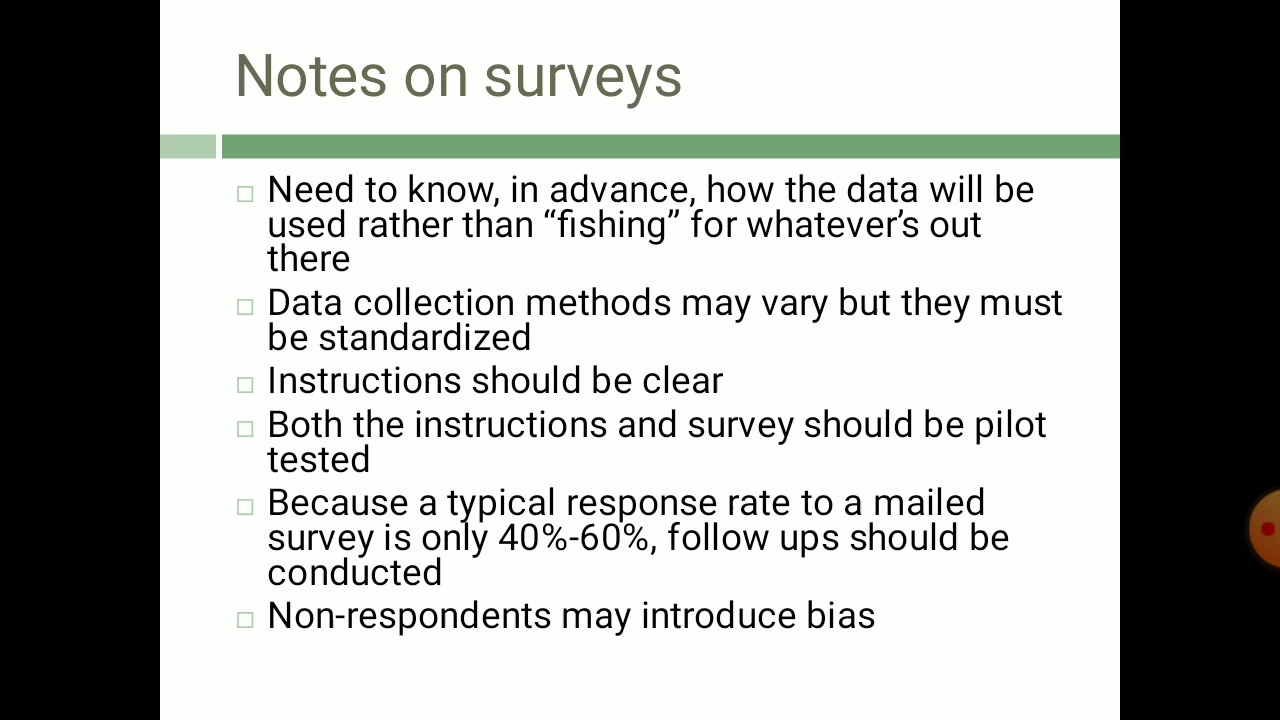 Notes on surveys
Need to know, in advance, how the data will be
used rather than “fishing” for whatever’s out
there
Data collection methods may vary but they must
be standardized
Instructions should be clear
Both the instructions and survey should be pilot
tested
Because a typical response rate to a mailed
survey is only 40%-60%, follow ups should be
conducted
Non-respondents may introduce bias